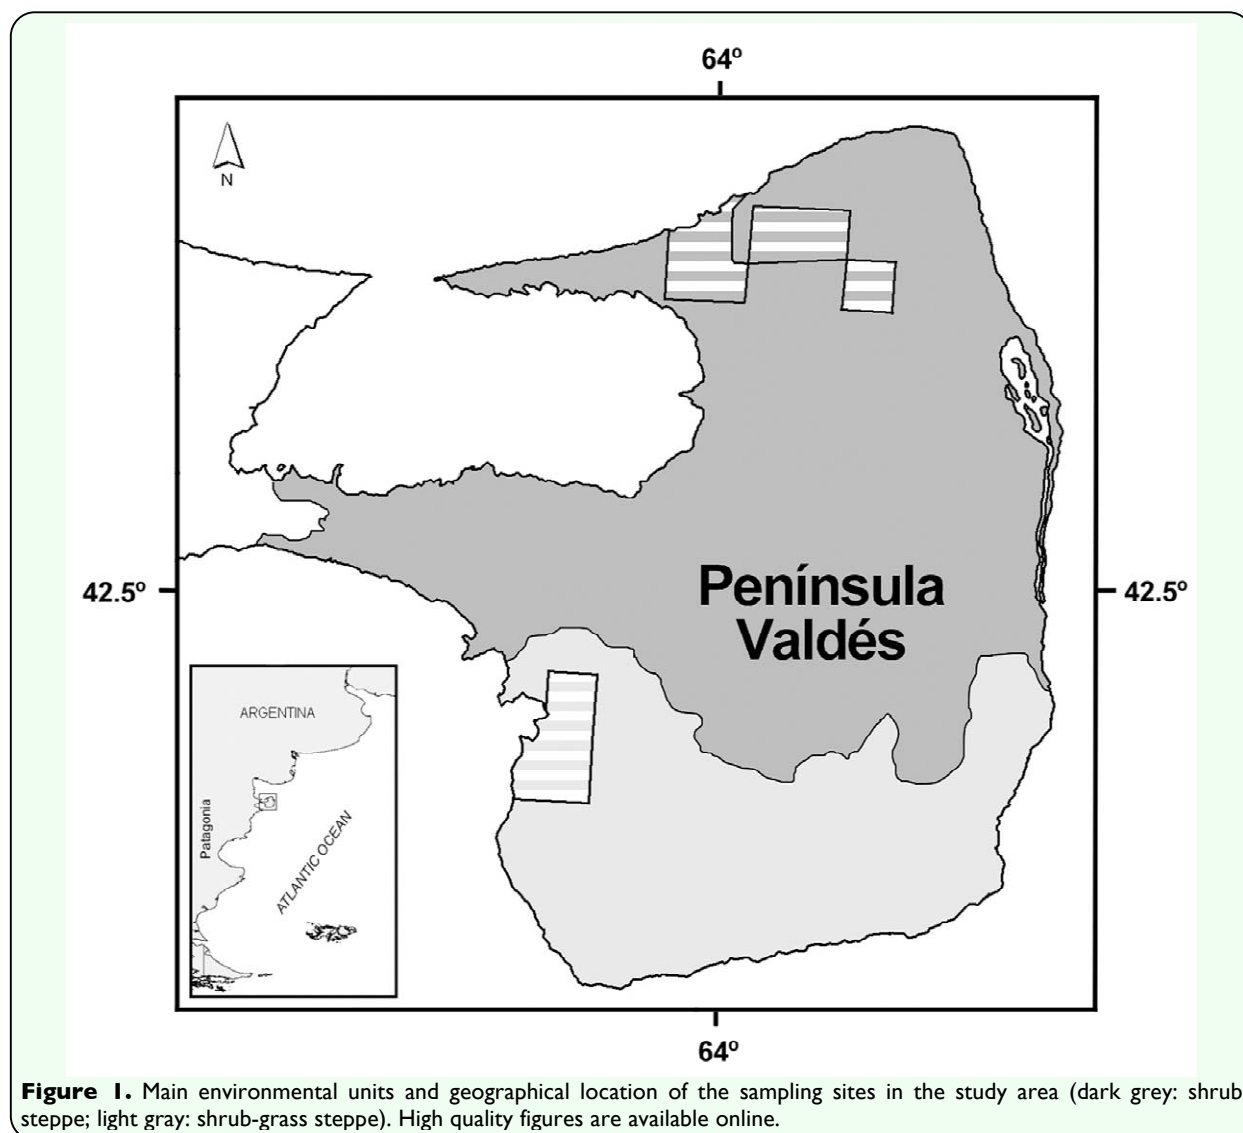 64º
N
42.5º
42.5º
Península
Valdés
ARGENTINA
Patagonia
ATLANTIC OCEAN
64º
Figure 1. Main environmental units and geographical location of the sampling sites in the study area (dark grey: shrub
steppe; light gray: shrub-grass steppe). High quality figures are available online.